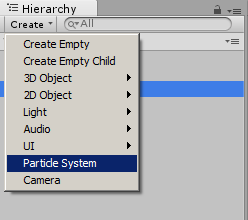 Hierarchy
Create All
Create Empty
Create Empty Child
3D Object
2D Object
Light
Audio
UI
Particle System
Camera